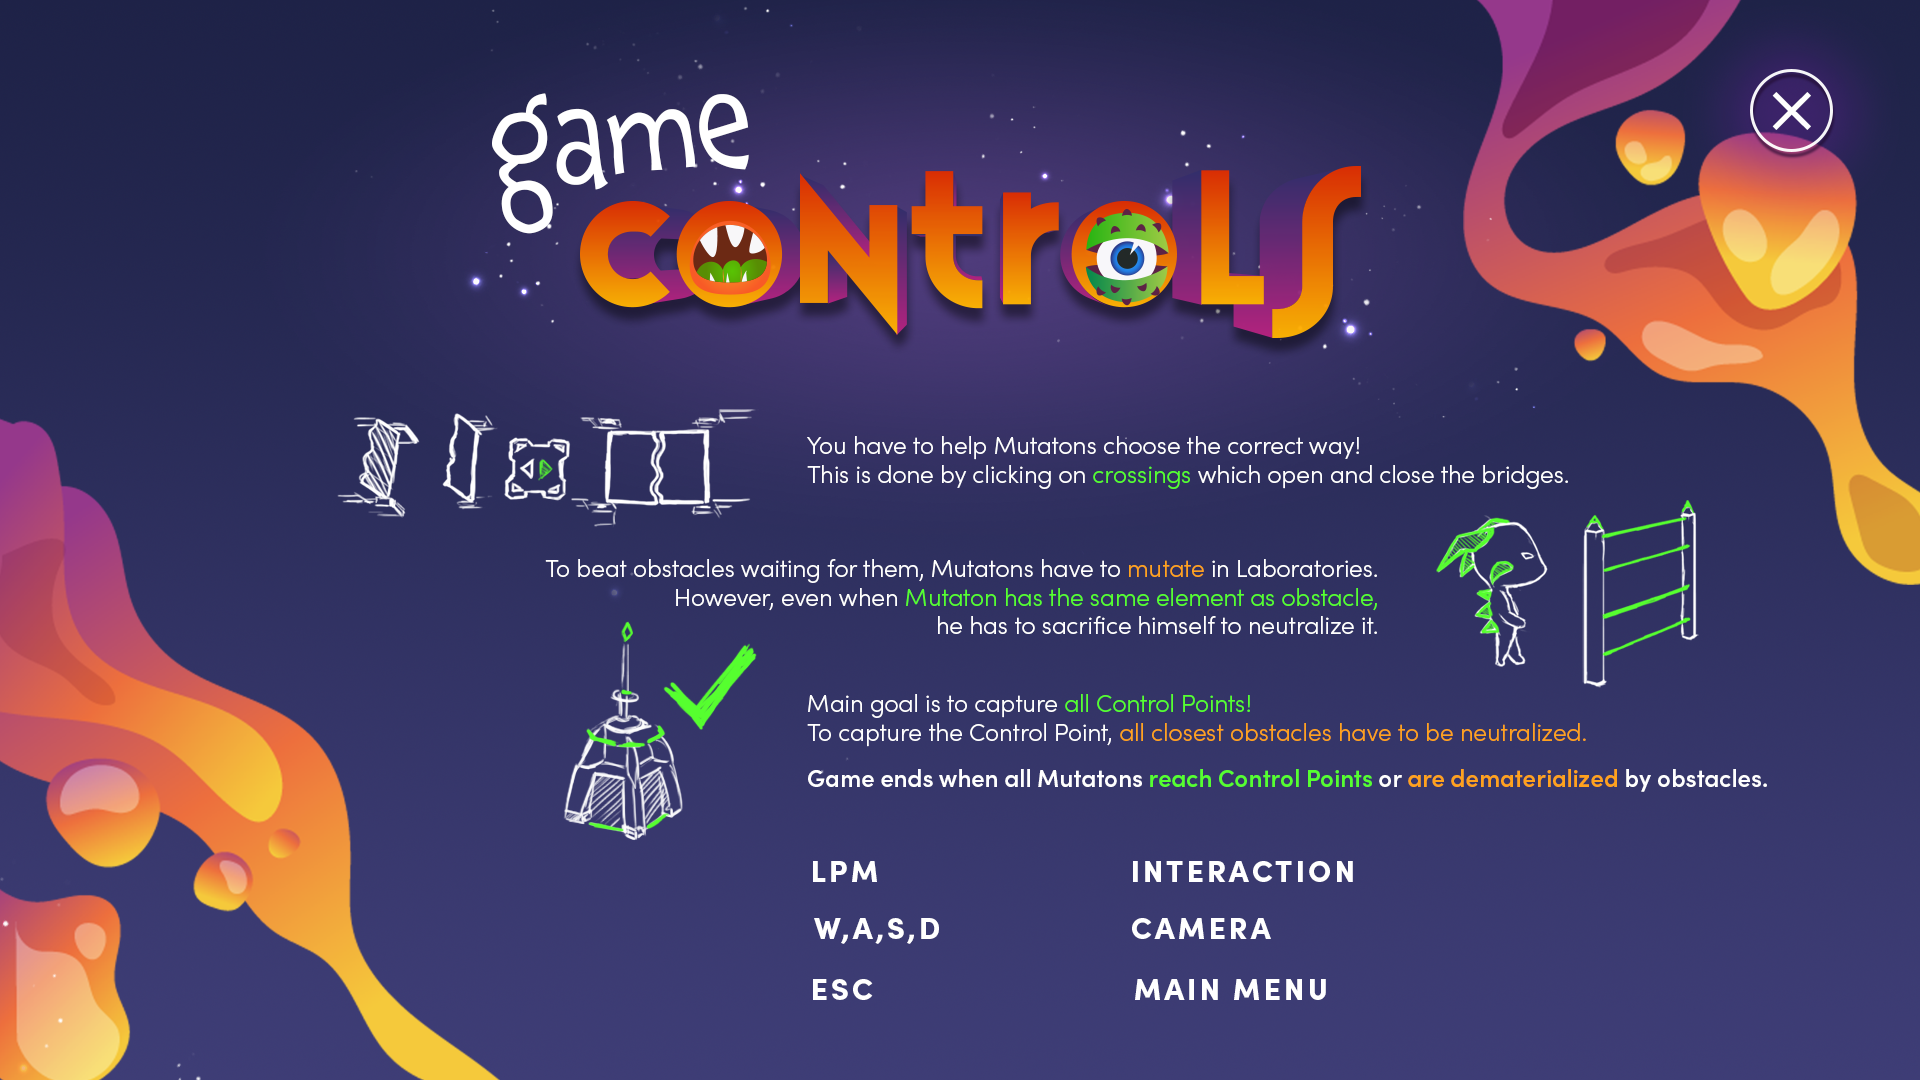 game
contrOLS
You have to help Mutatons choose the correct way!
This is done by clicking on crossings which open and close the bridges.
To beat obstacles waiting for them, Mutatons have to mutate in Laboratories.
However, even when Mutaton has the same element as obstacle,
he has to sacrifice himself to neutralize it.
Main goal is to capture all Control Points!
To capture the Control Point, all closest obstacles have to be neutralized.
Game ends when all Mutatons reach Control Points or are dematerialized by obstacles.
LPM INTERACTION
W,A,S,D CAMERA
ESC MAIN MENU